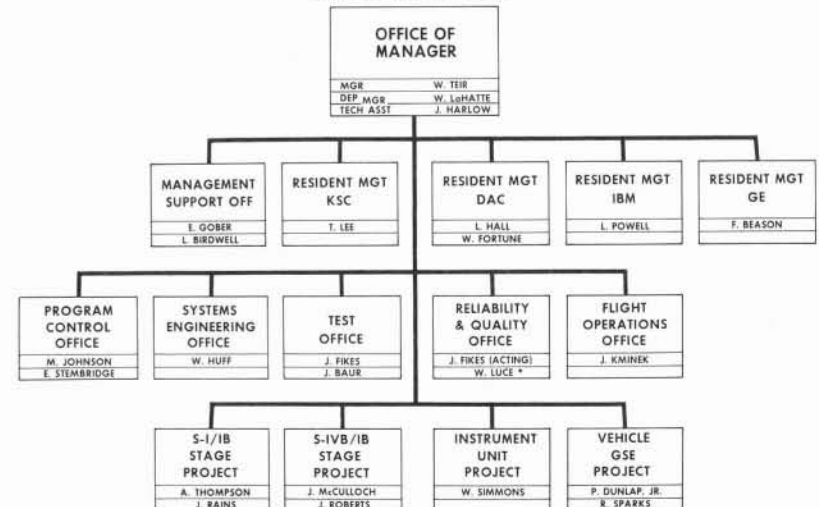 OFFICE OF
MANAGER
MGR W. TEIR
DEP MGR W. LaHATTE
TECH ASST J. HARLOW
MANAGEMENT
SUPPORT OFF
E. GOBER
L. BIRDWELL
RESIDENT MGT
KSC
T. LEE
RESIDENT MGT
DAC
L. HALL
W. FORTUNE
RESIDENT MGT
IBM
L. POWELL
RESIDENT MGT
GE
F. BEASON
PROGRAM
CONTROL
OFFICE
M. JOHNSON
E. STEMBRIDGE
SYSTEMS
ENGINEERING
OFFICE
W. HUFF
TEST
OFFICE
J. FIKES
J. BAUR
RELIABILITY
& QUALITY
OFFICE
J. FIKES (ACTING)
W. LUCE *
FLIGHT
OPERATIONS
OFFICE
J. KMINEK
S-I/IB
STAGE
PROJECT
A. THOMPSON
J. RAINS
S-IVB/IB
STAGE
PROJECT
J. McCULLOCH
J. ROBERTS
INSTRUMENT
UNIT
PROJECT
W. SIMMONS
VEHICLE
GSE
PROJECT
P. DUNLAP, JR.
R. SPARKS